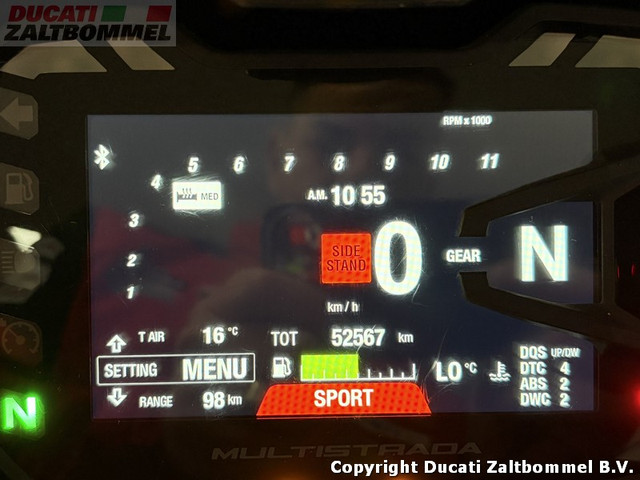 DUCATI
ZALTBOMMEL
RPM x 1000
1 2 3 4 5 6 7 8 9 10 11
MED
A.M. 10 55
SIDE
STAND
0
GEAR N
km / h
T AIR 16 °C
TOT 52567 km
SETTING MENU
LO °C
RANGE 98 km
SPORT
DQS UP/DW
DTC 4
ABS 2
DWC 2
N
MULTISTRADA
Copyright Ducati Zaltbommel B.V.